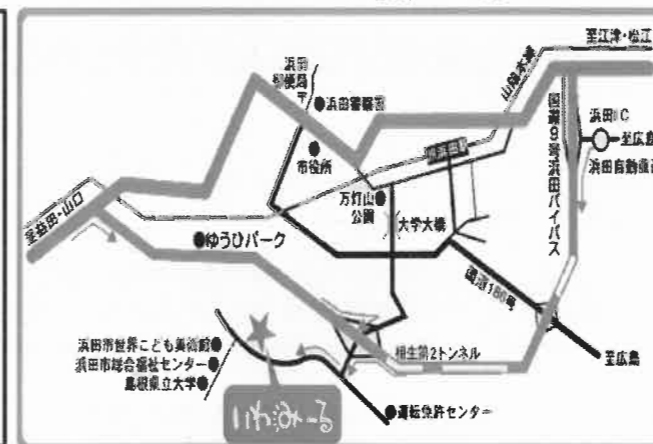 至江津・松江
浜田
郵便局
〒
山陰本線
浜田警察署
浜田IC
至広島
浜田自動車道
国道9号浜田バイパス
浜田駅
市役所
万灯山
公園
大学大橋
至益田・山口
ゆうひパーク
国道186号
至広島
浜田市世界こども美術館
浜田市総合福祉センター
島根県立大学
相生第2トンネル
いわみーる
運転免許センター